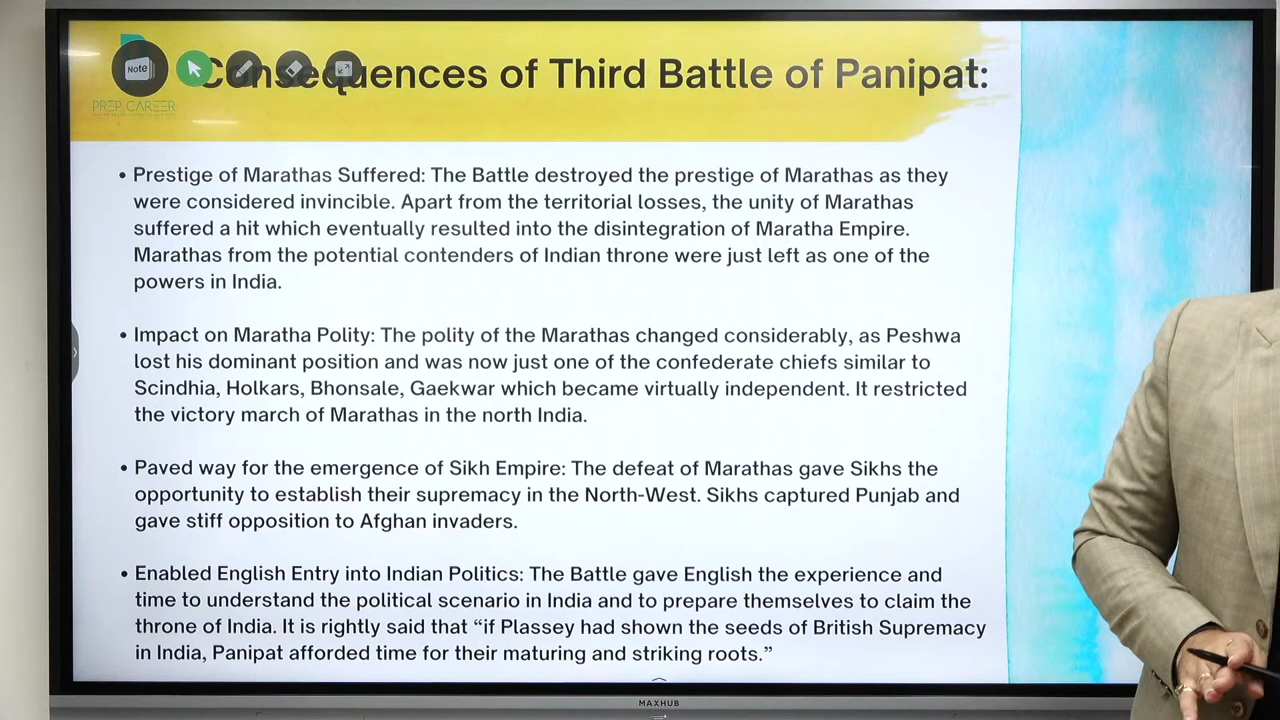 Note
Consequences of Third Battle of Panipat:
PREP CAREER
• Prestige of Marathas Suffered: The Battle destroyed the prestige of Marathas as they
were considered invincible. Apart from the territorial losses, the unity of Marathas
suffered a hit which eventually resulted into the disintegration of Maratha Empire.
Marathas from the potential contenders of Indian throne were just left as one of the
powers in India.
• Impact on Maratha Polity: The polity of the Marathas changed considerably, as Peshwa
lost his dominant position and was now just one of the confederate chiefs similar to
Scindhia, Holkars, Bhonsale, Gaekwar which became virtually independent. It restricted
the victory march of Marathas in the north India.
• Paved way for the emergence of Sikh Empire: The defeat of Marathas gave Sikhs the
opportunity to establish their supremacy in the North-West. Sikhs captured Punjab and
gave stiff opposition to Afghan invaders.
• Enabled English Entry into Indian Politics: The Battle gave English the experience and
time to understand the political scenario in India and to prepare themselves to claim the
throne of India. It is rightly said that “if Plassey had shown the seeds of British Supremacy
in India, Panipat afforded time for their maturing and striking roots.”
MAXHUB